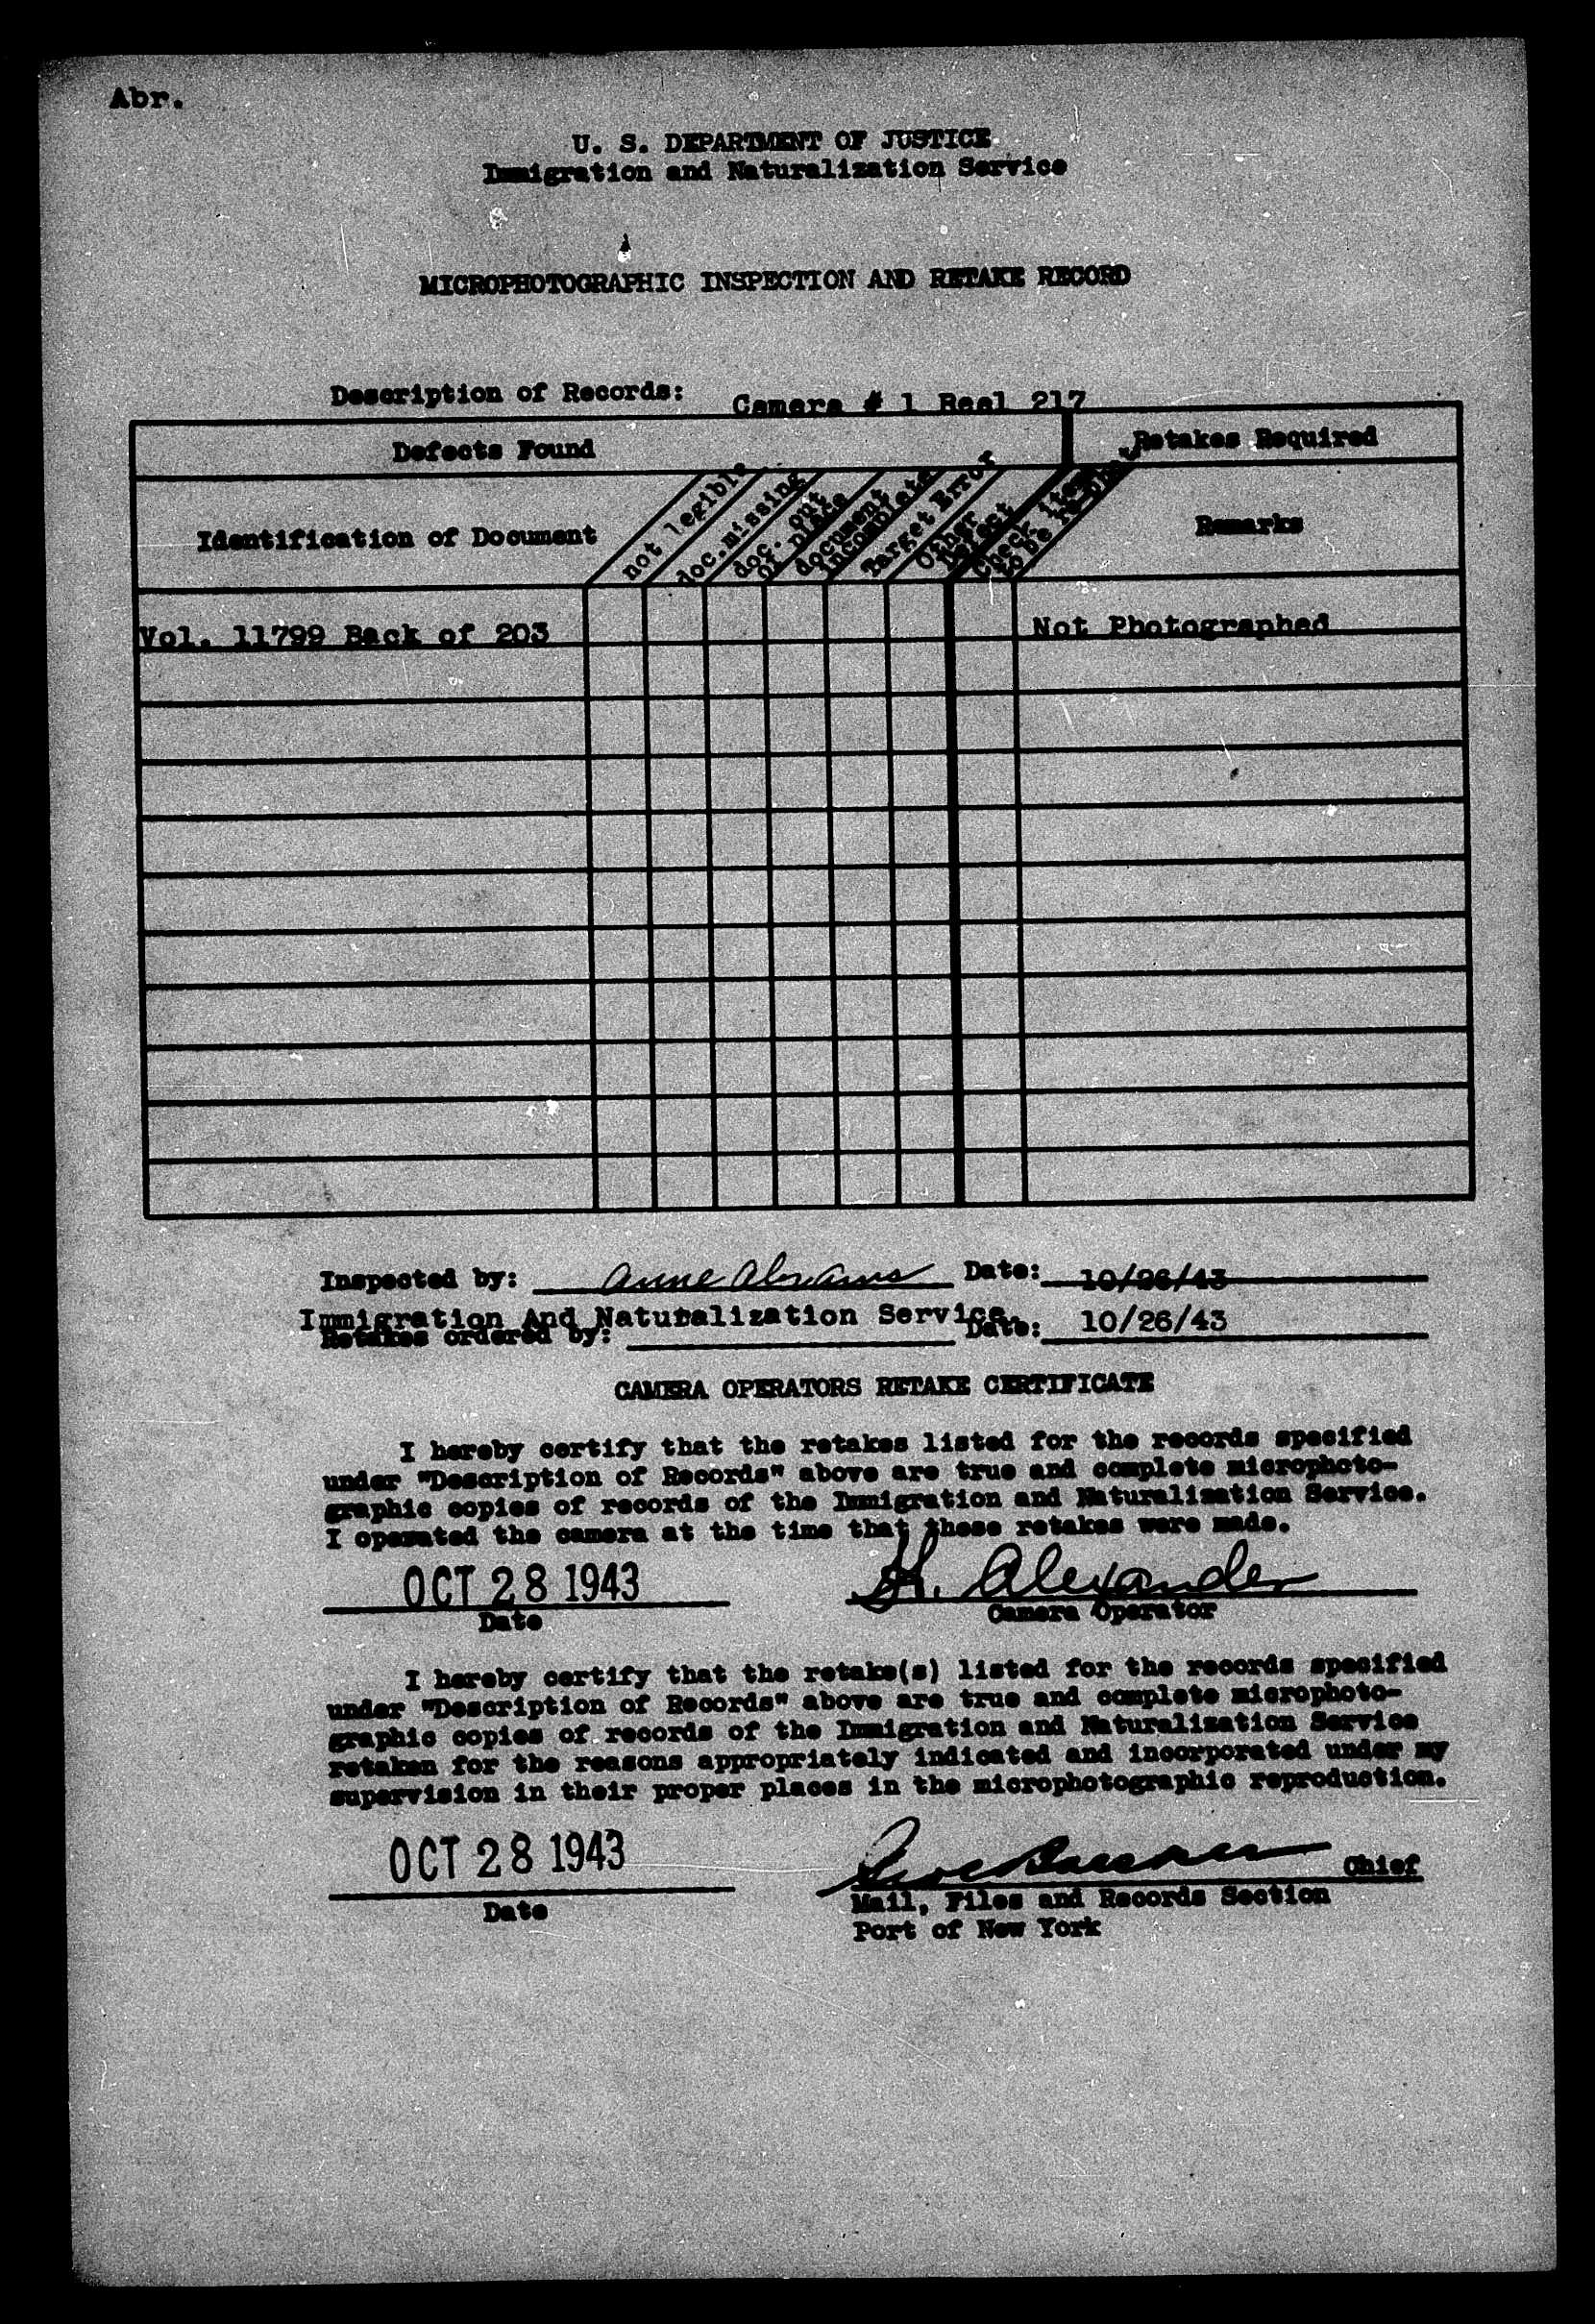 Abr.
U. S. DEPARTMENT OF JUSTICE
Immigration and Naturalization Service
MICROPHOTOGRAPHIC INSPECTION AND RETAKE RECORD
Description of Records: Camera # 1 Reel 217
Defects Found
Retakes Required
Identification of Document
not legible
doc.missing
doc. out
of place
document
incomplete
Target Error
Other
Defect
Check item
to be
Remarks
Vol. 11799 Back of 203 Not Photographed
Inspected by: Anne Abrams Date: 10/26/43
Immigration And Naturalization Service.
Retakes ordered by: Date: 10/26/43
CAMERA OPERATORS RETAKE CERTIFICATE
I hereby certify that the retakes listed for the records specified
under "Description of Records" above are true and complete microphoto-
graphic copies of records of the Immigration and Naturalization Service.
I operated the camera at the time that these retakes were made.
OCT 28 1943 H. Alexander
Date Camera Operator
I hereby certify that the retake(s) listed for the records specified
under "Description of Records" above are true and complete microphoto-
graphic copies of records of the Immigration and Naturalization Service
retaken for the reasons appropriately indicated and incorporated under my
supervision in their proper places in the microphotographic reproduction.
OCT 28 1943 Chief
Date Mail, Files and Records Section
Port of New York